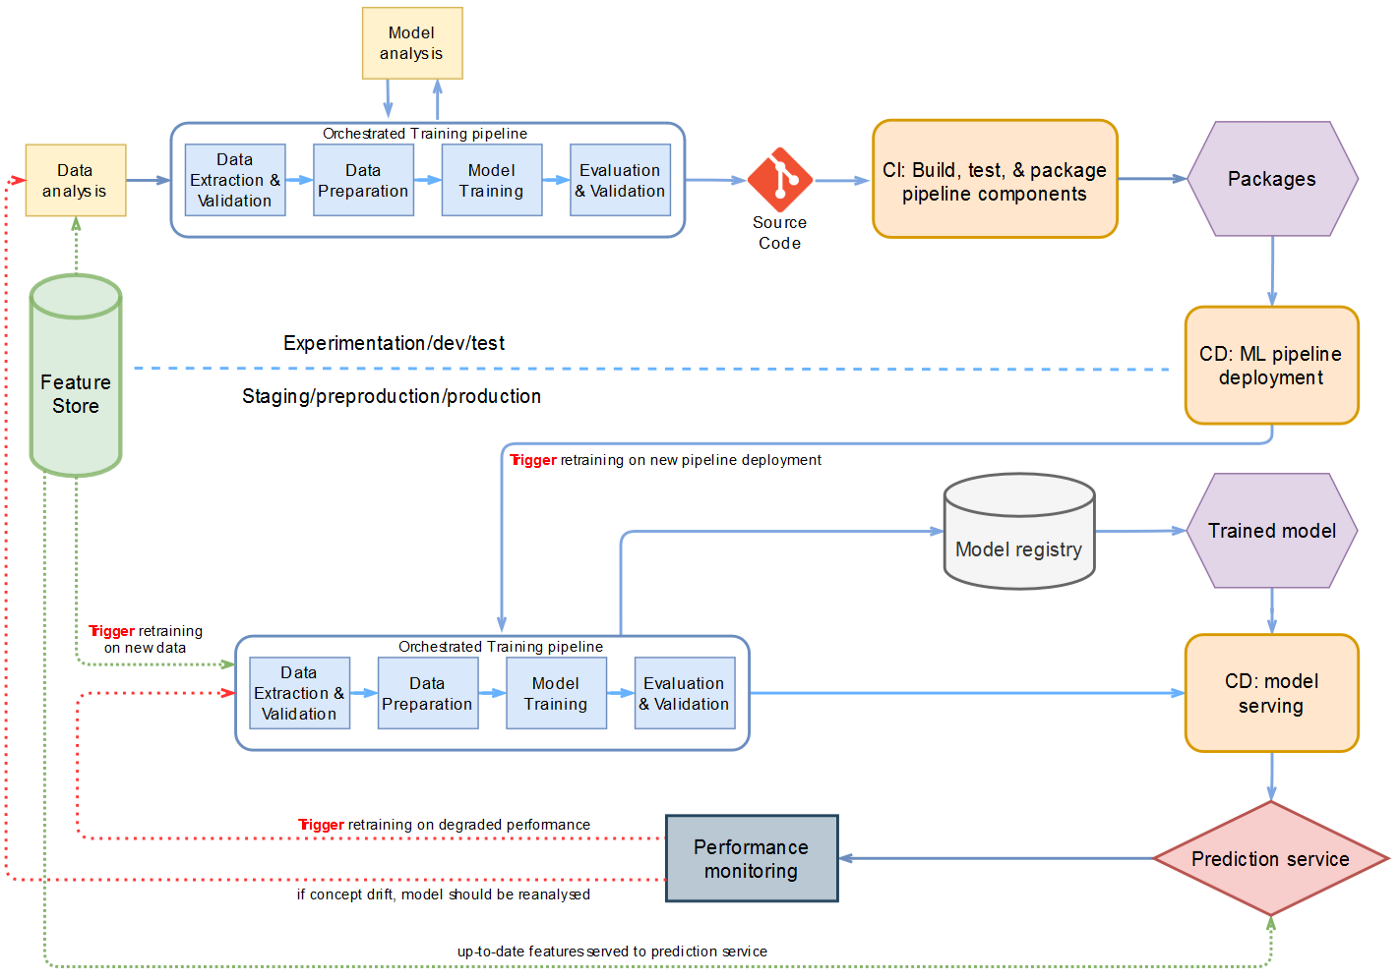 Model
analysis
Orchestrated Training pipeline
Data
analysis
Data
Extraction &
Validation
Data
Preparation
Model
Training
Evaluation
& Validation
Source
Code
CI: Build, test, & package
pipeline components
Packages
Feature
Store
Experimentation/dev/test
Staging/preproduction/production
CD: ML pipeline
deployment
Trigger retraining on new pipeline deployment
Model registry
Trained model
Trigger retraining
on new data
Orchestrated Training pipeline
Data
Extraction &
Validation
Data
Preparation
Model
Training
Evaluation
& Validation
CD: model
serving
Trigger retraining on degraded performance
Performance
monitoring
Prediction service
if concept drift, model should be reanalysed
up-to-date features served to prediction service